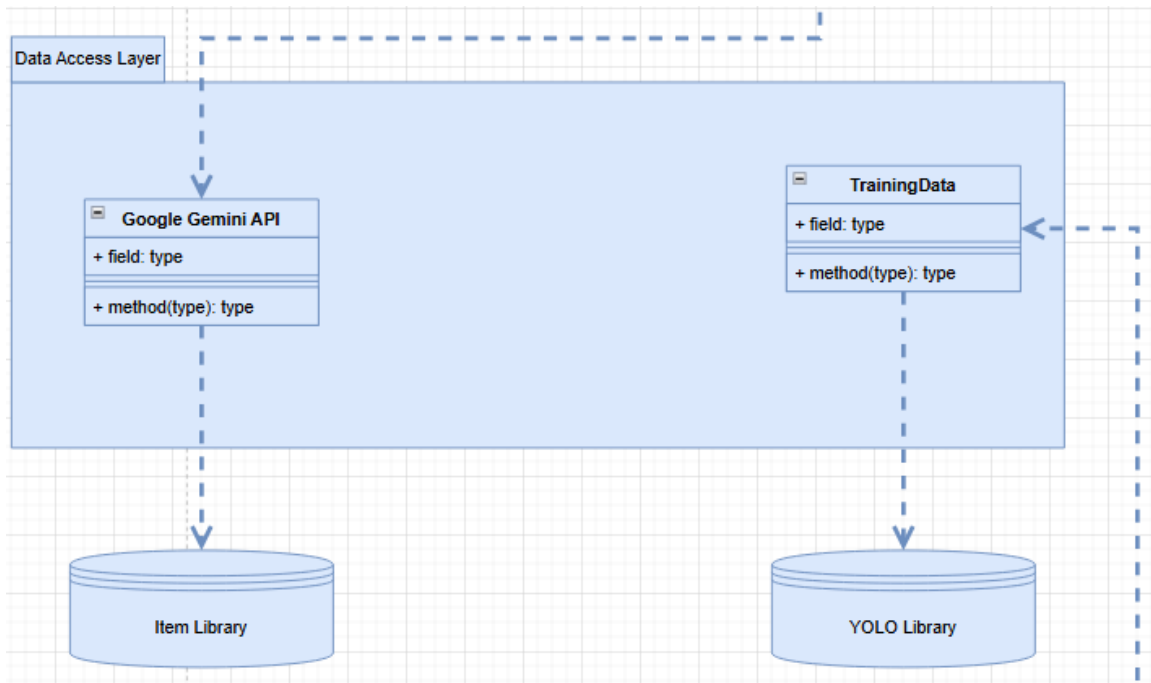 Data Access Layer
Google Gemini API
+ field: type
+ method(type): type
TrainingData
+ field: type
+ method(type): type
Item Library
YOLO Library